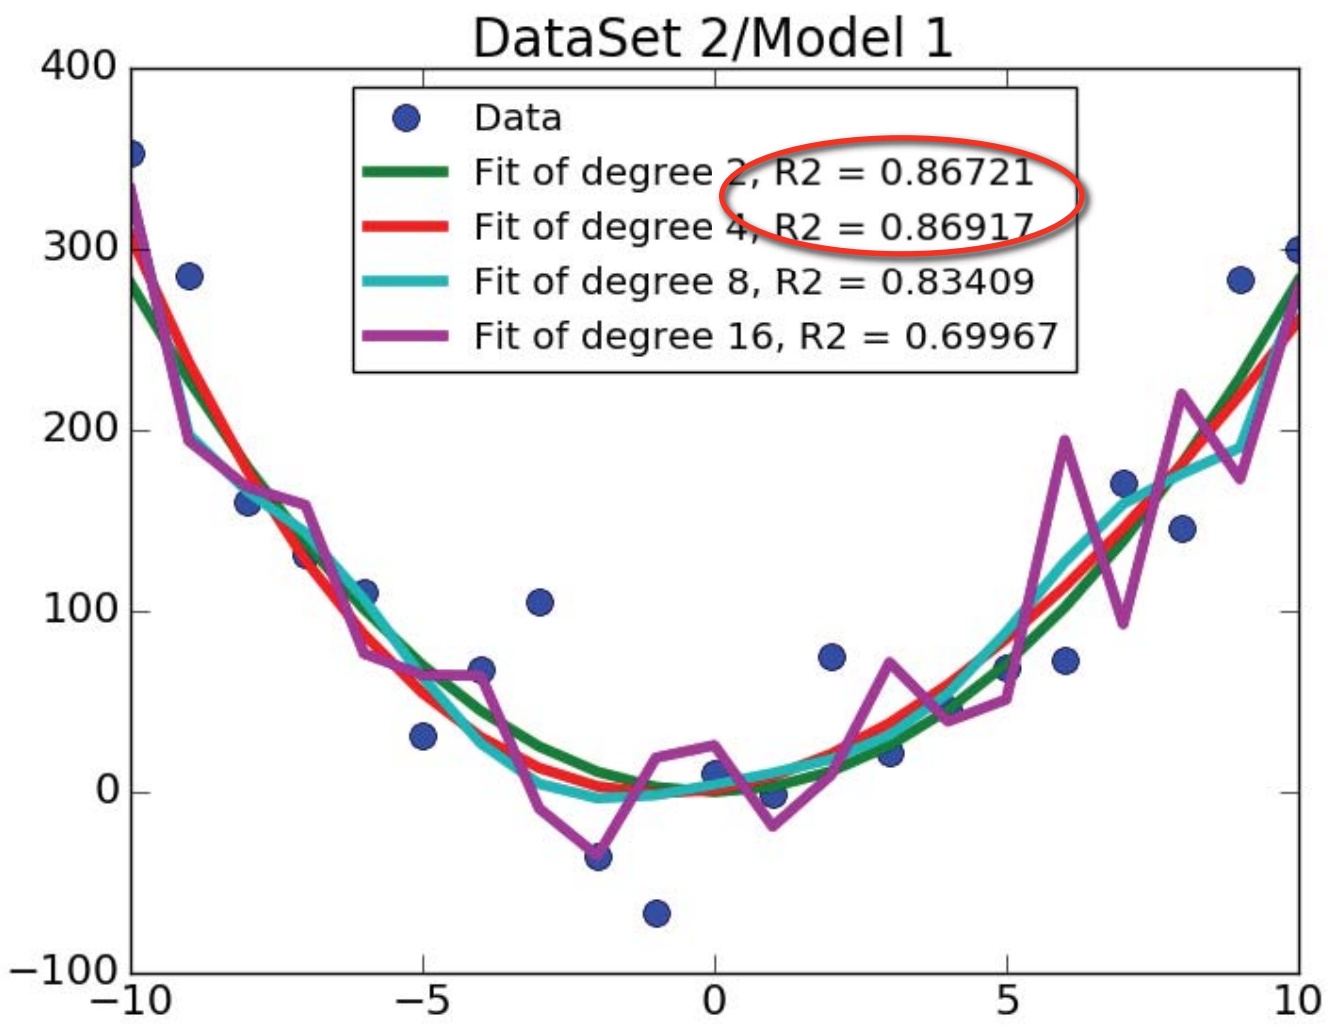 DataSet 2/Model 1
Data
Fit of degree 2, R2 = 0.86721
Fit of degree 4, R2 = 0.86917
Fit of degree 8, R2 = 0.83409
Fit of degree 16, R2 = 0.69967
400
300
200
100
0
−100
−10 −5 0 5 10